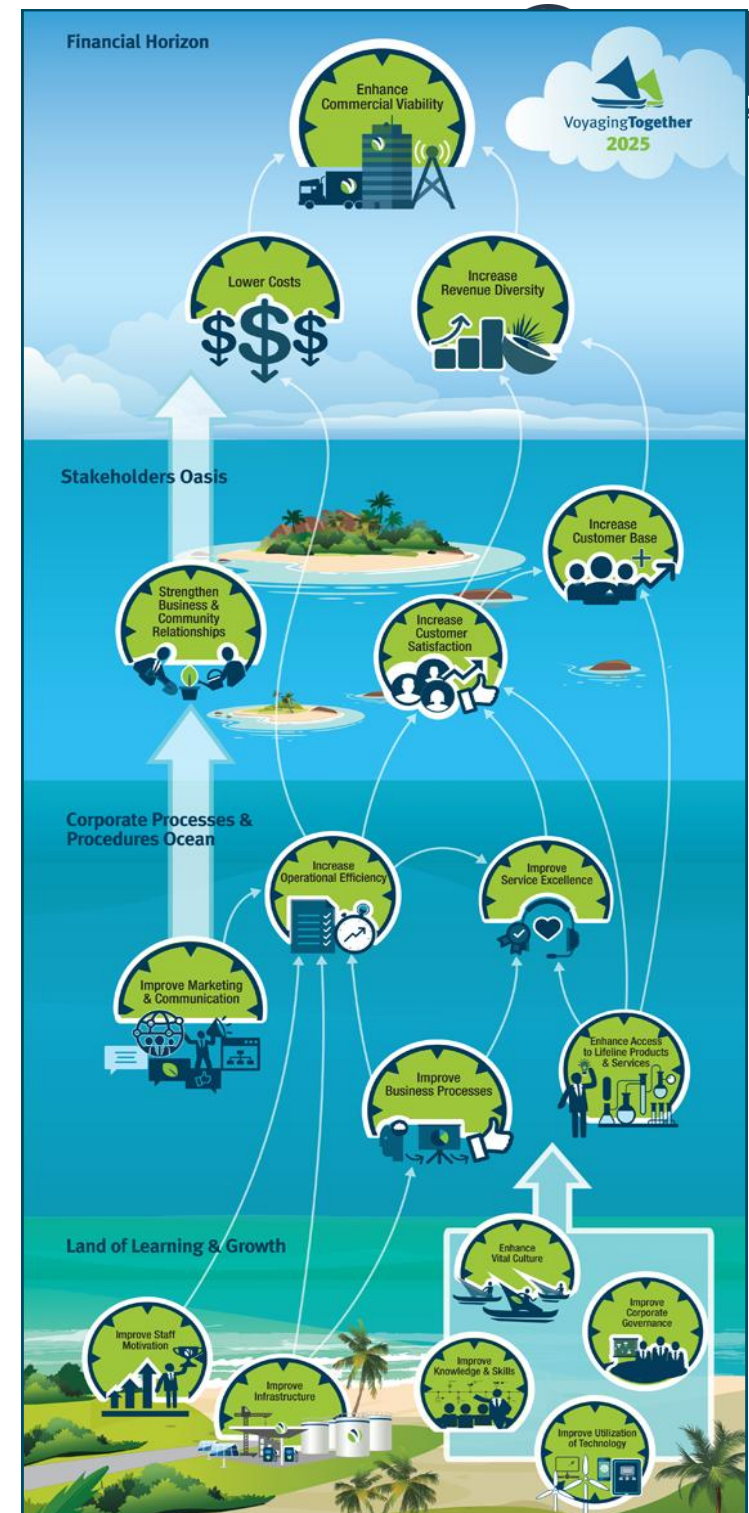 Financial Horizon
Enhance
Commercial Viability
VoyagingTogether
2025
Lower Costs
Increase
Revenue Diversity
$$$
Stakeholders Oasis
Increase
Customer Base
Strengthen
Business &
Community
Relationships
Increase
Customer
Satisfaction
Corporate Processes &
Procedures Ocean
Increase
Operational Efficiency
Improve
Service Excellence
Improve Marketing
& Communication
Enhance Access
to Lifeline Products
& Services
Improve
Business Processes
Land of Learning & Growth
Enhance
Vital Culture
Improve
Corporate
Governance
Improve Staff
Motivation
Improve
Knowledge & Skills
Improve
Infrastructure
Improve Utilization
of Technology